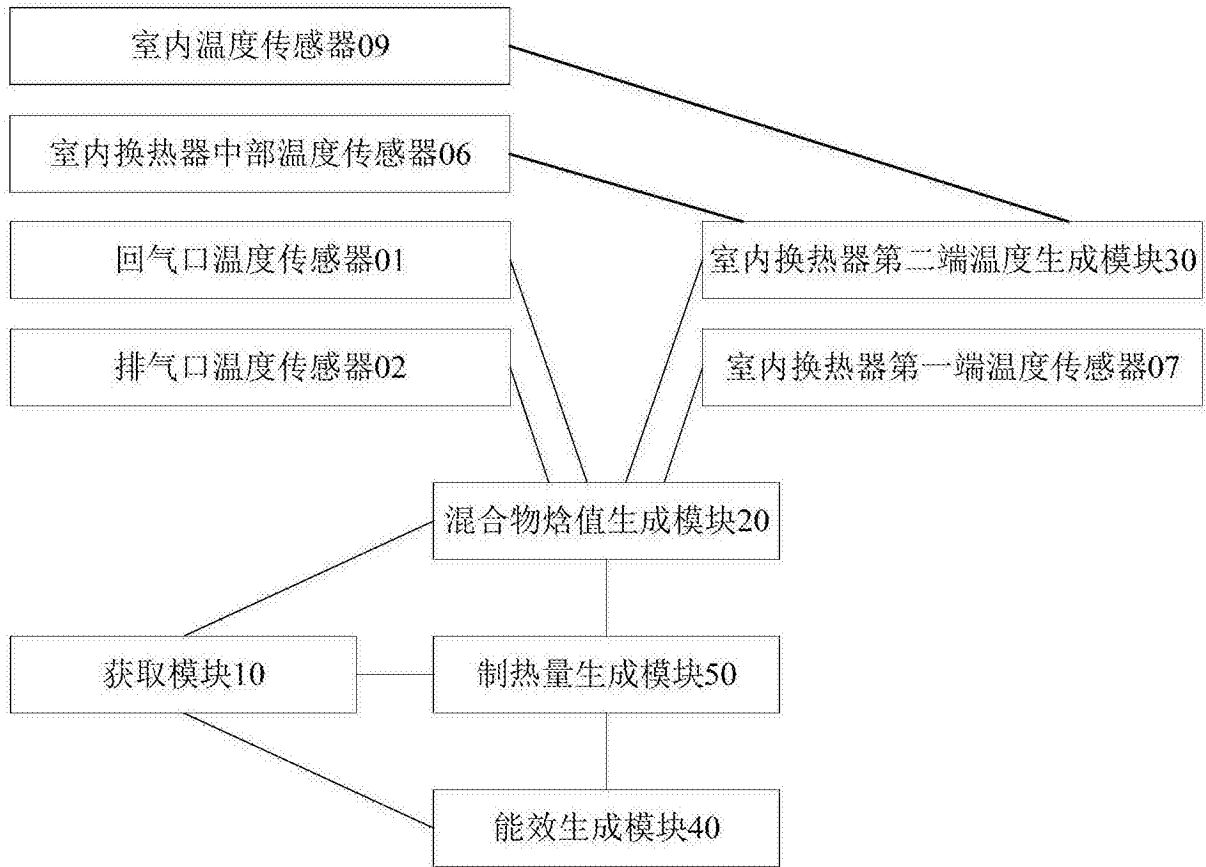 室内温度传感器09
室内换热器中部温度传感器06
回气口温度传感器01
室内换热器第二端温度生成模块30
排气口温度传感器02
室内换热器第一端温度传感器07
混合物焓值生成模块20
获取模块10
制热量生成模块50
能效生成模块40